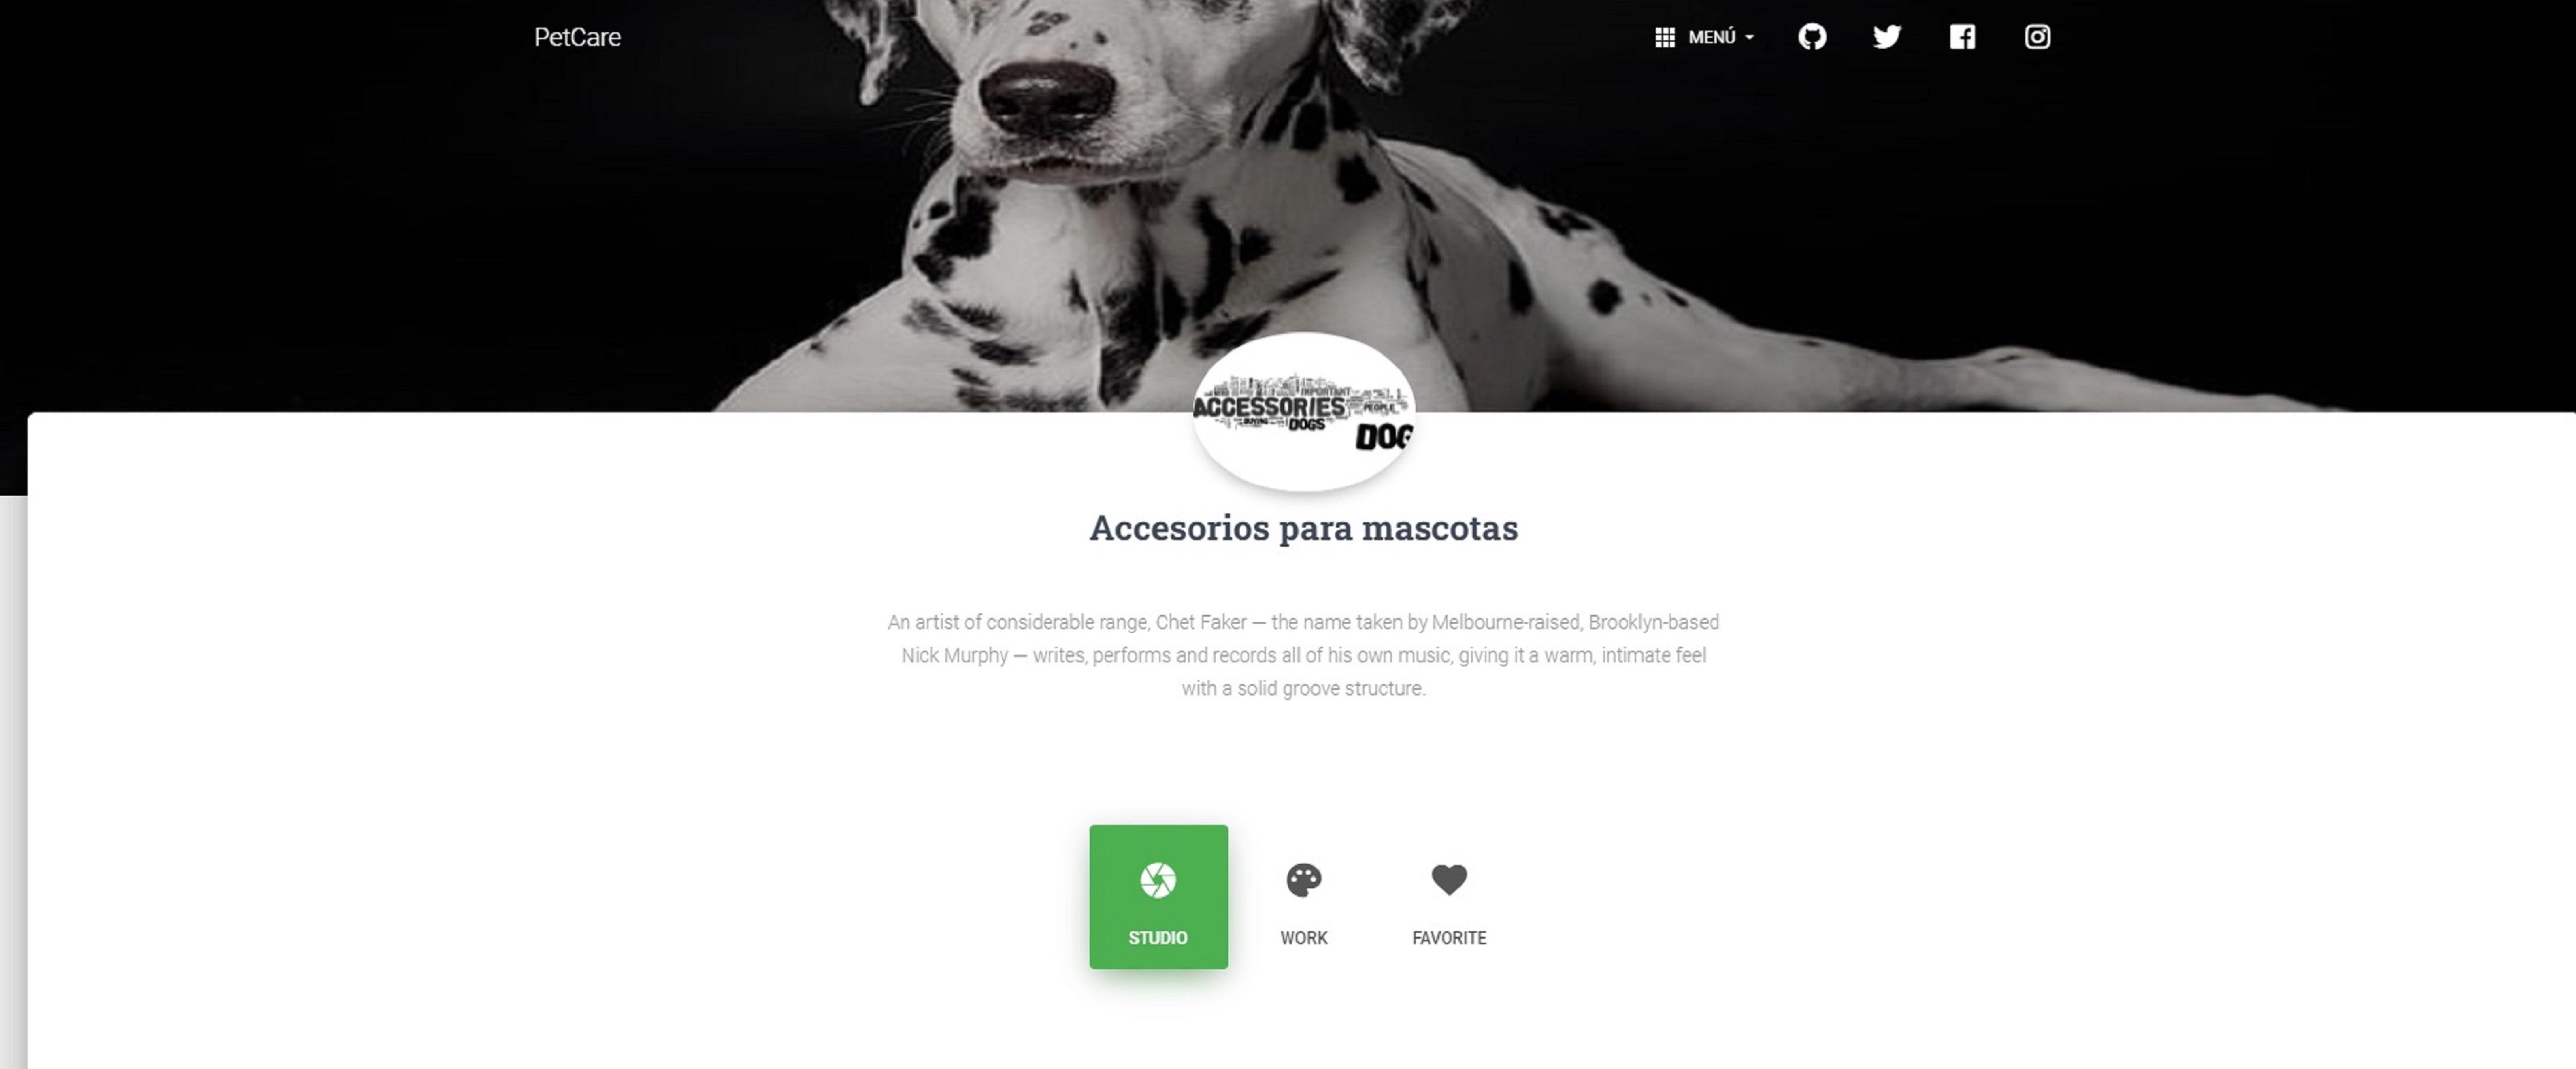 PetCare
MENÚ
IMPORTANT
ACCESSORIES
PEOPLE
BUYING
DOGS
DOG
Accesorios para mascotas
An artist of considerable range, Chet Faker — the name taken by Melbourne-raised, Brooklyn-based
Nick Murphy — writes, performs and records all of his own music, giving it a warm, intimate feel
with a solid groove structure.
STUDIO
WORK
FAVORITE